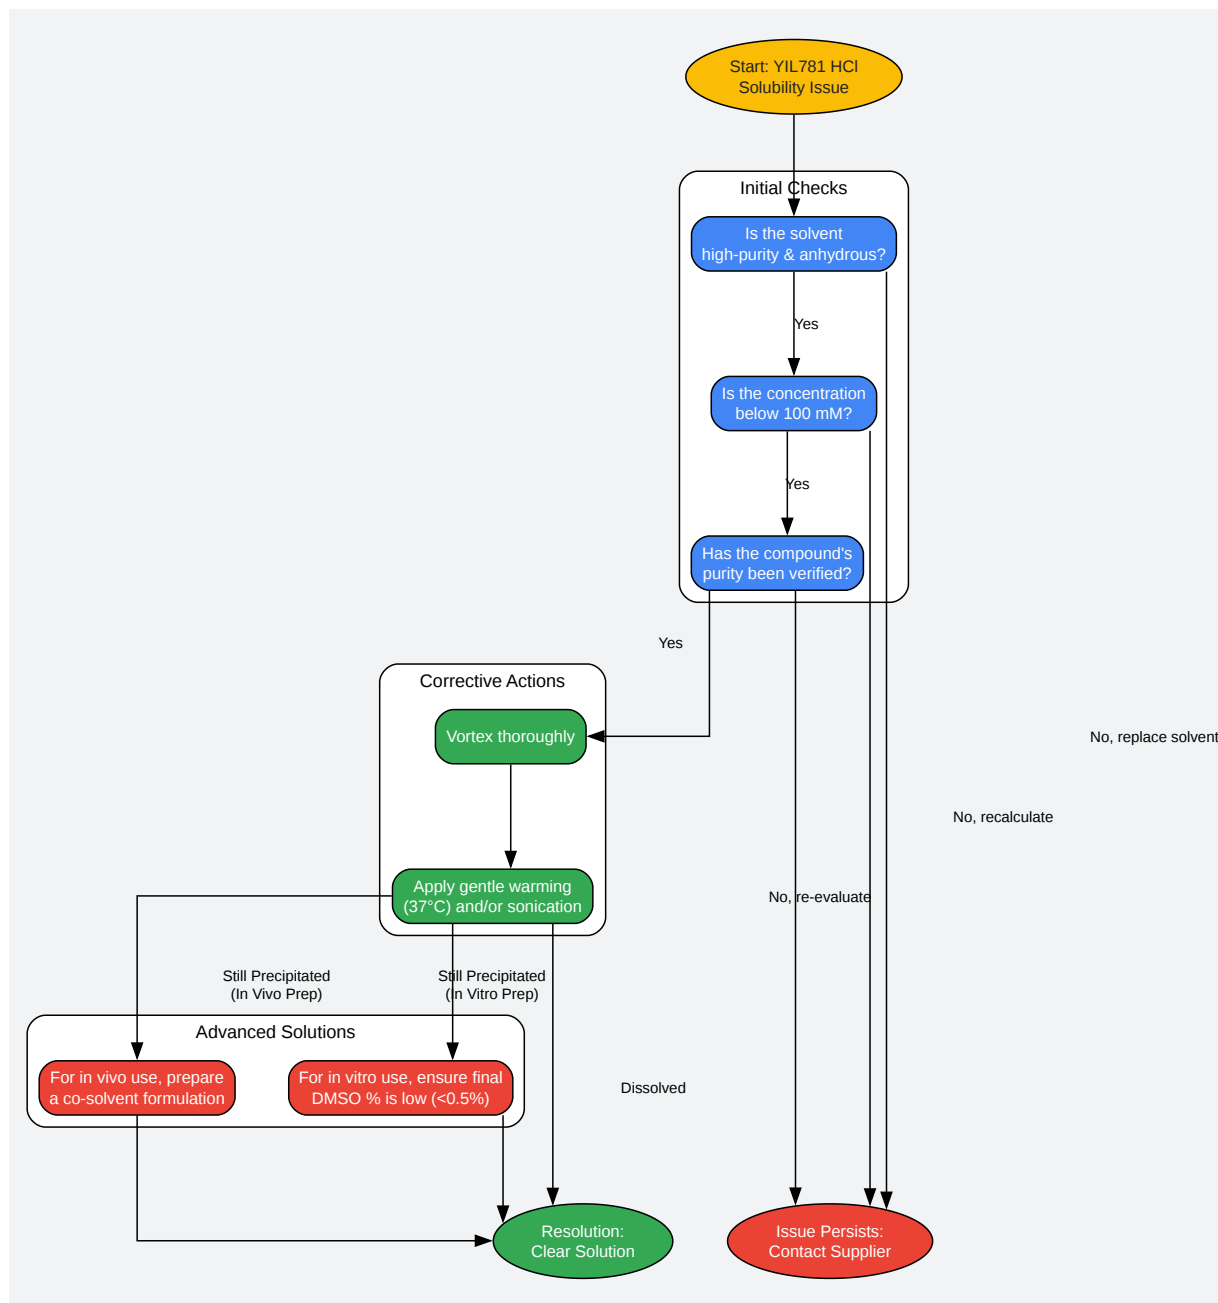 Start: YIL781 HCl
Solubility Issue
Initial Checks
Is the solvent
high-purity & anhydrous?
Yes
Is the concentration
below 100 mM?
Yes
Has the compound's
purity been verified?
Yes
Corrective Actions
Vortex thoroughly
No, replace solvent
No, recalculate
Apply gentle warming
(37°C) and/or sonication
No, re-evaluate
Still Precipitated
(In Vivo Prep)
Still Precipitated
(In Vitro Prep)
Advanced Solutions
For in vivo use, prepare
a co-solvent formulation
For in vitro use, ensure final
DMSO % is low (<0.5%)
Dissolved
Resolution:
Clear Solution
Issue Persists:
Contact Supplier